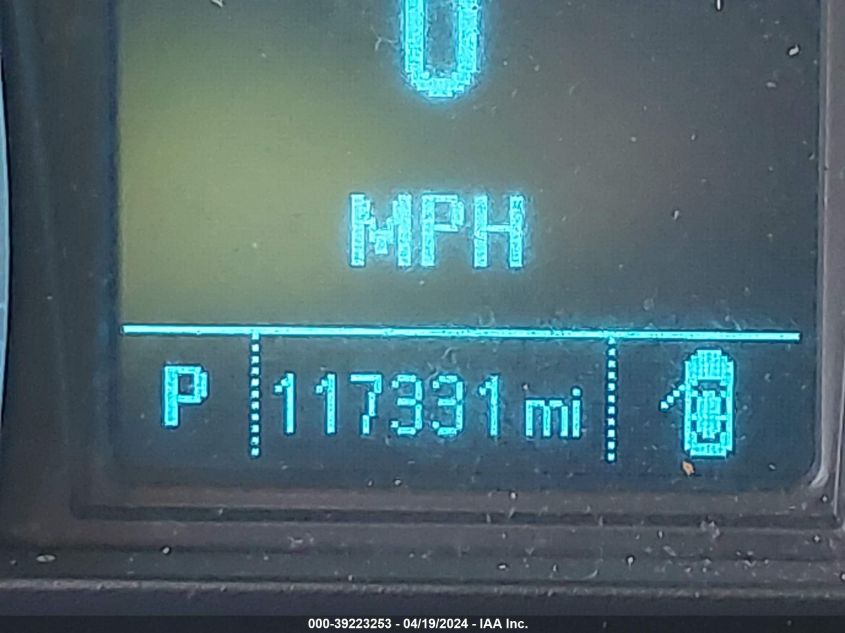 0
MPH
P 117331 mi
000-39223253 - 04/19/2024 - IAA Inc.